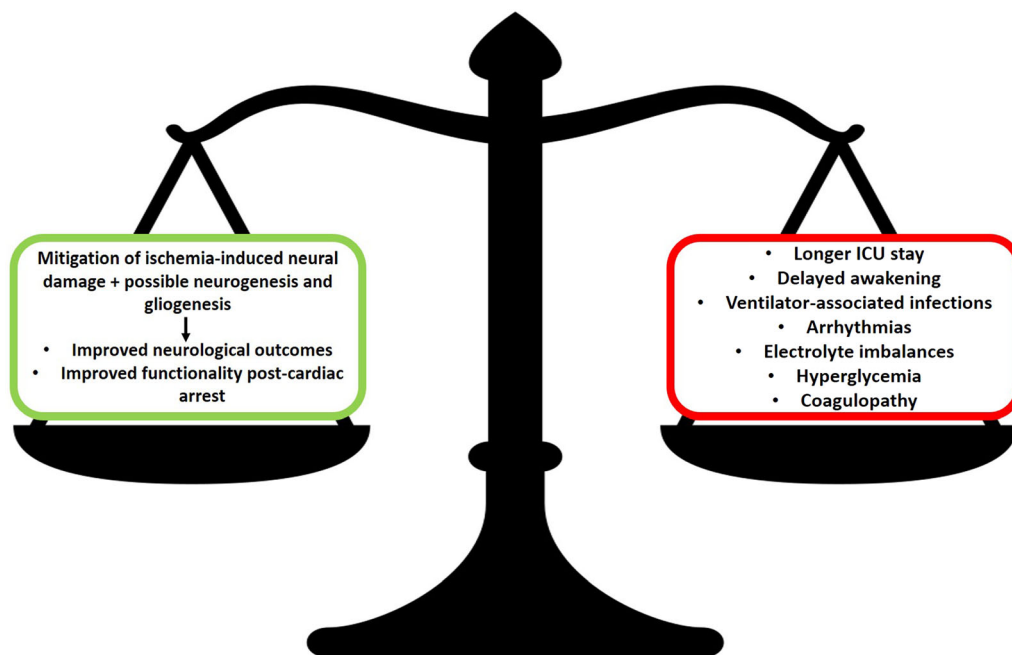 Mitigation of ischemia-induced neural
damage + possible neurogenesis and
gliogenesis
• Improved neurological outcomes
• Improved functionality post-cardiac
arrest
• Longer ICU stay
• Delayed awakening
• Ventilator-associated infections
• Arrhythmias
• Electrolyte imbalances
• Hyperglycemia
• Coagulopathy